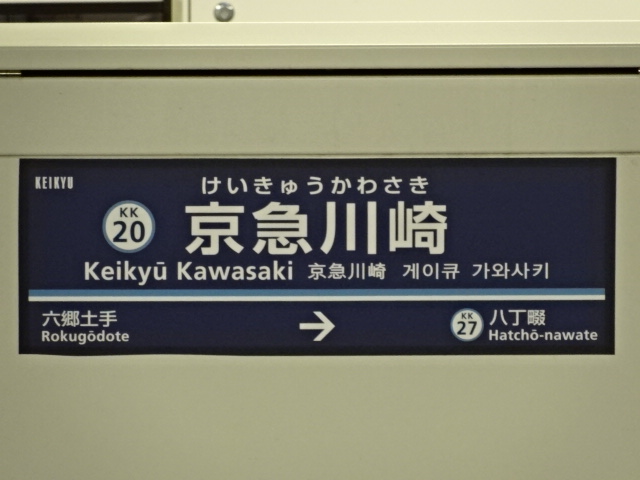 KEIKYU
けいきゅうかわさき
KK
20
京急川崎
Keikyū Kawasaki 京急川崎 게이큐 가와사키
六郷土手
Rokugōdote
→
KK
27
八丁畷
Hatchō-nawate